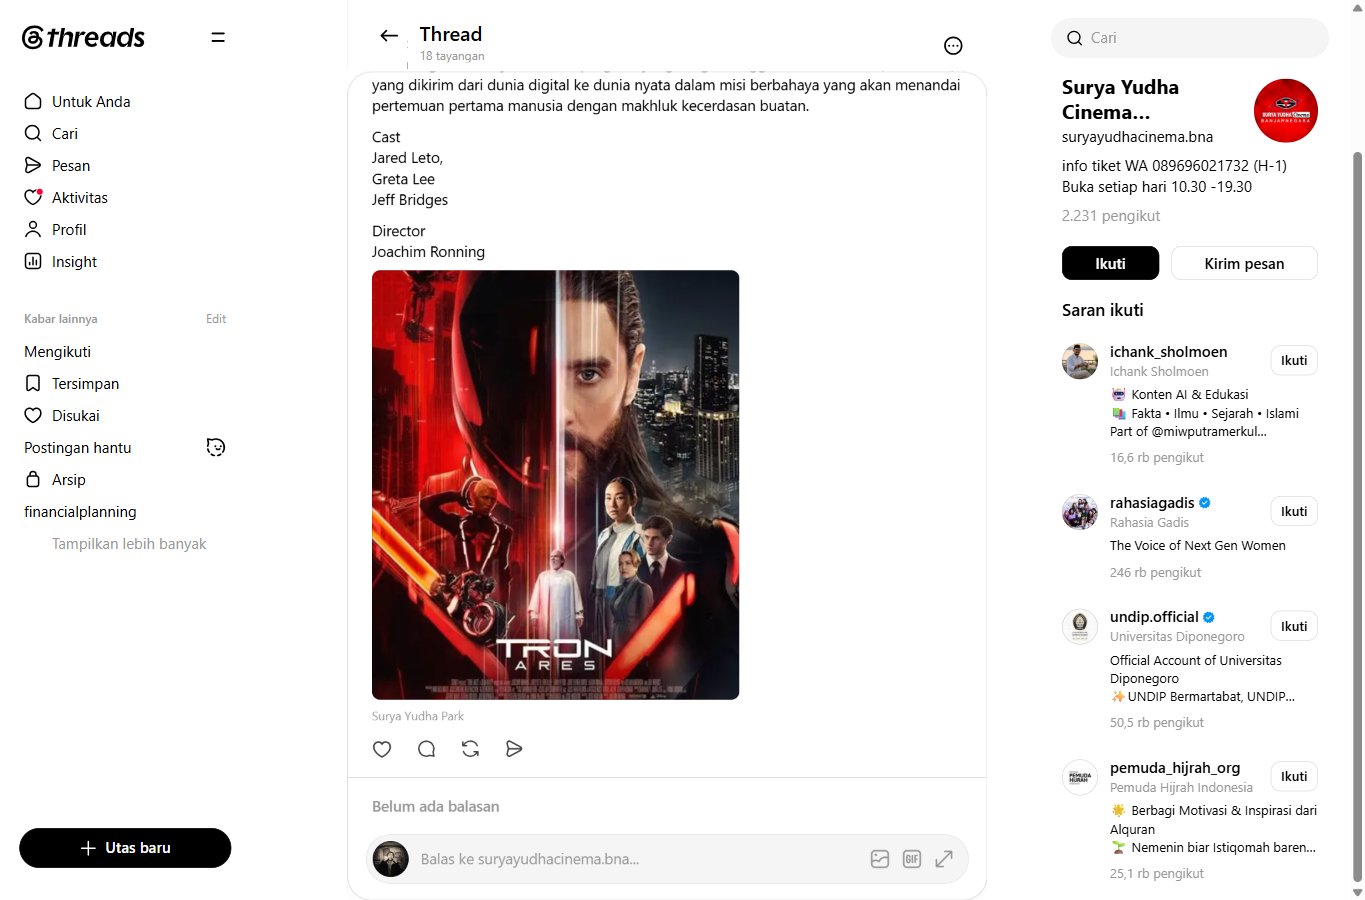 threads
Untuk Anda
Cari
Pesan
Aktivitas
Profil
Insight
Kabar lainnya
Edit
Mengikuti
Tersimpan
Disukai
Postingan hantu
Arsip
financialplanning
Tampilkan lebih banyak
Utas baru
Thread
18 tayangan
yang dikirim dari dunia digital ke dunia nyata dalam misi berbahaya yang akan menandai
pertemuan pertama manusia dengan makhluk kecerdasan buatan.
Cast
Jared Leto,
Greta Lee
Jeff Bridges
Director
Joachim Ronning
TRON
ARES
Surya Yudha Park
Belum ada balasan
Balas ke suryayudhacinema.bna...
GIF
Cari
Surya Yudha
Cinema...
suryayudhacinema.bna
SURYA YUDHA Cinema
BANJARNEGARA
info tiket WA 089696021732 (H-1)
Buka setiap hari 10.30 -19.30
2.231 pengikut
Ikuti
Kirim pesan
Saran ikuti
ichank_sholmoen
Ichank Sholmoen
Ikuti
Konten AI & Edukasi
Fakta • Ilmu • Sejarah • Islami
Part of @miwputramerkul...
16,6 rb pengikut
rahasiagadis
Rahasia Gadis
Ikuti
The Voice of Next Gen Women
246 rb pengikut
undip.official
Universitas Diponegoro
Ikuti
Official Account of Universitas
Diponegoro
UNDIP Bermartabat, UNDIP...
50,5 rb pengikut
PEMUDA
HIJRAH
pemuda_hijrah_org
Pemuda Hijrah Indonesia
Ikuti
Berbagi Motivasi & Inspirasi dari
Alquran
Nemenin biar Istiqomah baren...
25,1 rb pengikut